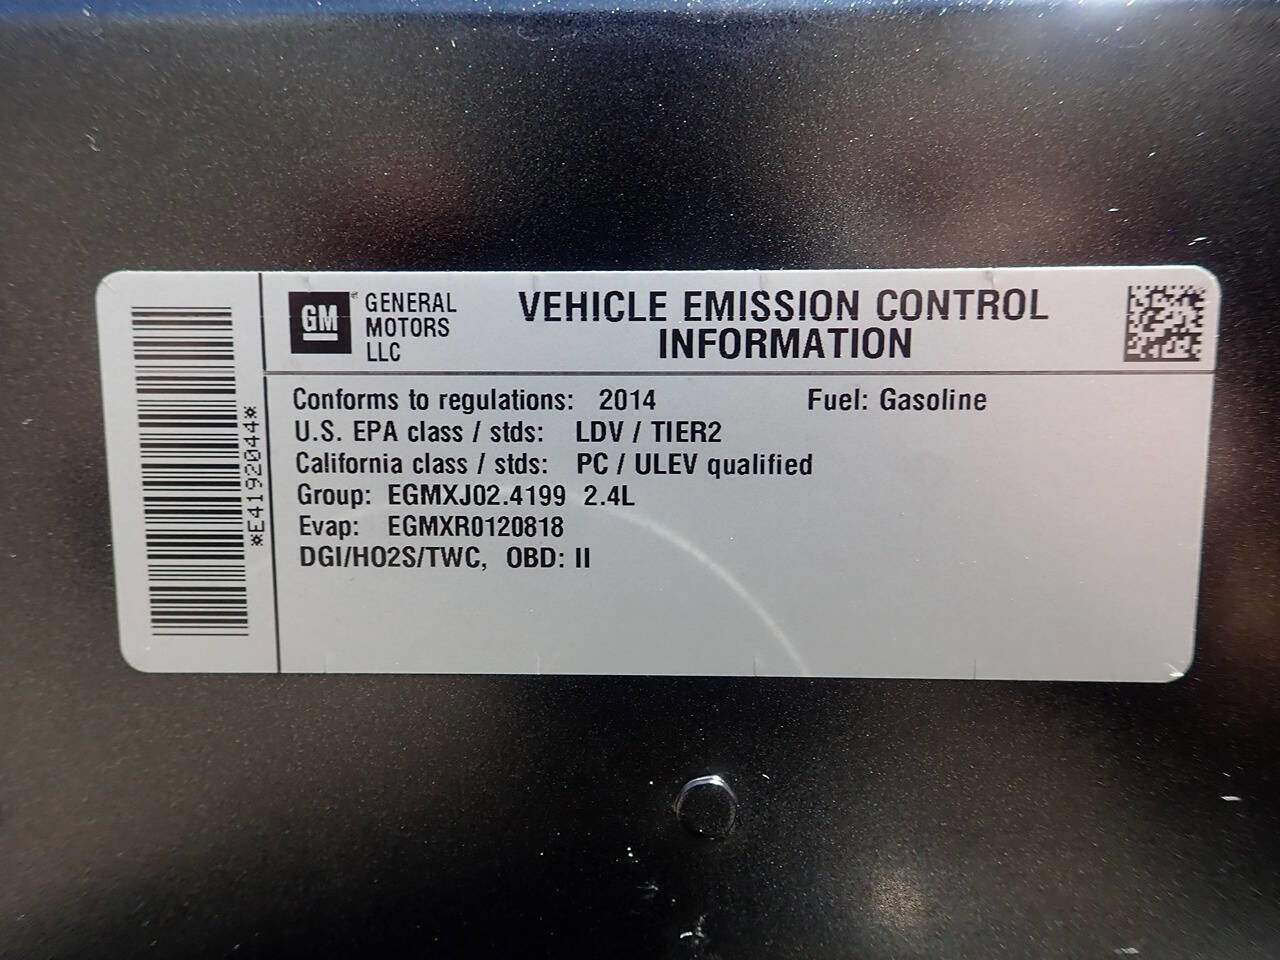 GM
GENERAL
MOTORS
LLC
VEHICLE EMISSION CONTROL
INFORMATION
*E4192044*
Conforms to regulations: 2014 Fuel: Gasoline
U.S. EPA class / stds: LDV / TIER2
California class / stds: PC / ULEV qualified
Group: EGMXJ02.4199 2.4L
Evap: EGMXR0120818
DGI/HO2S/TWC, OBD: II